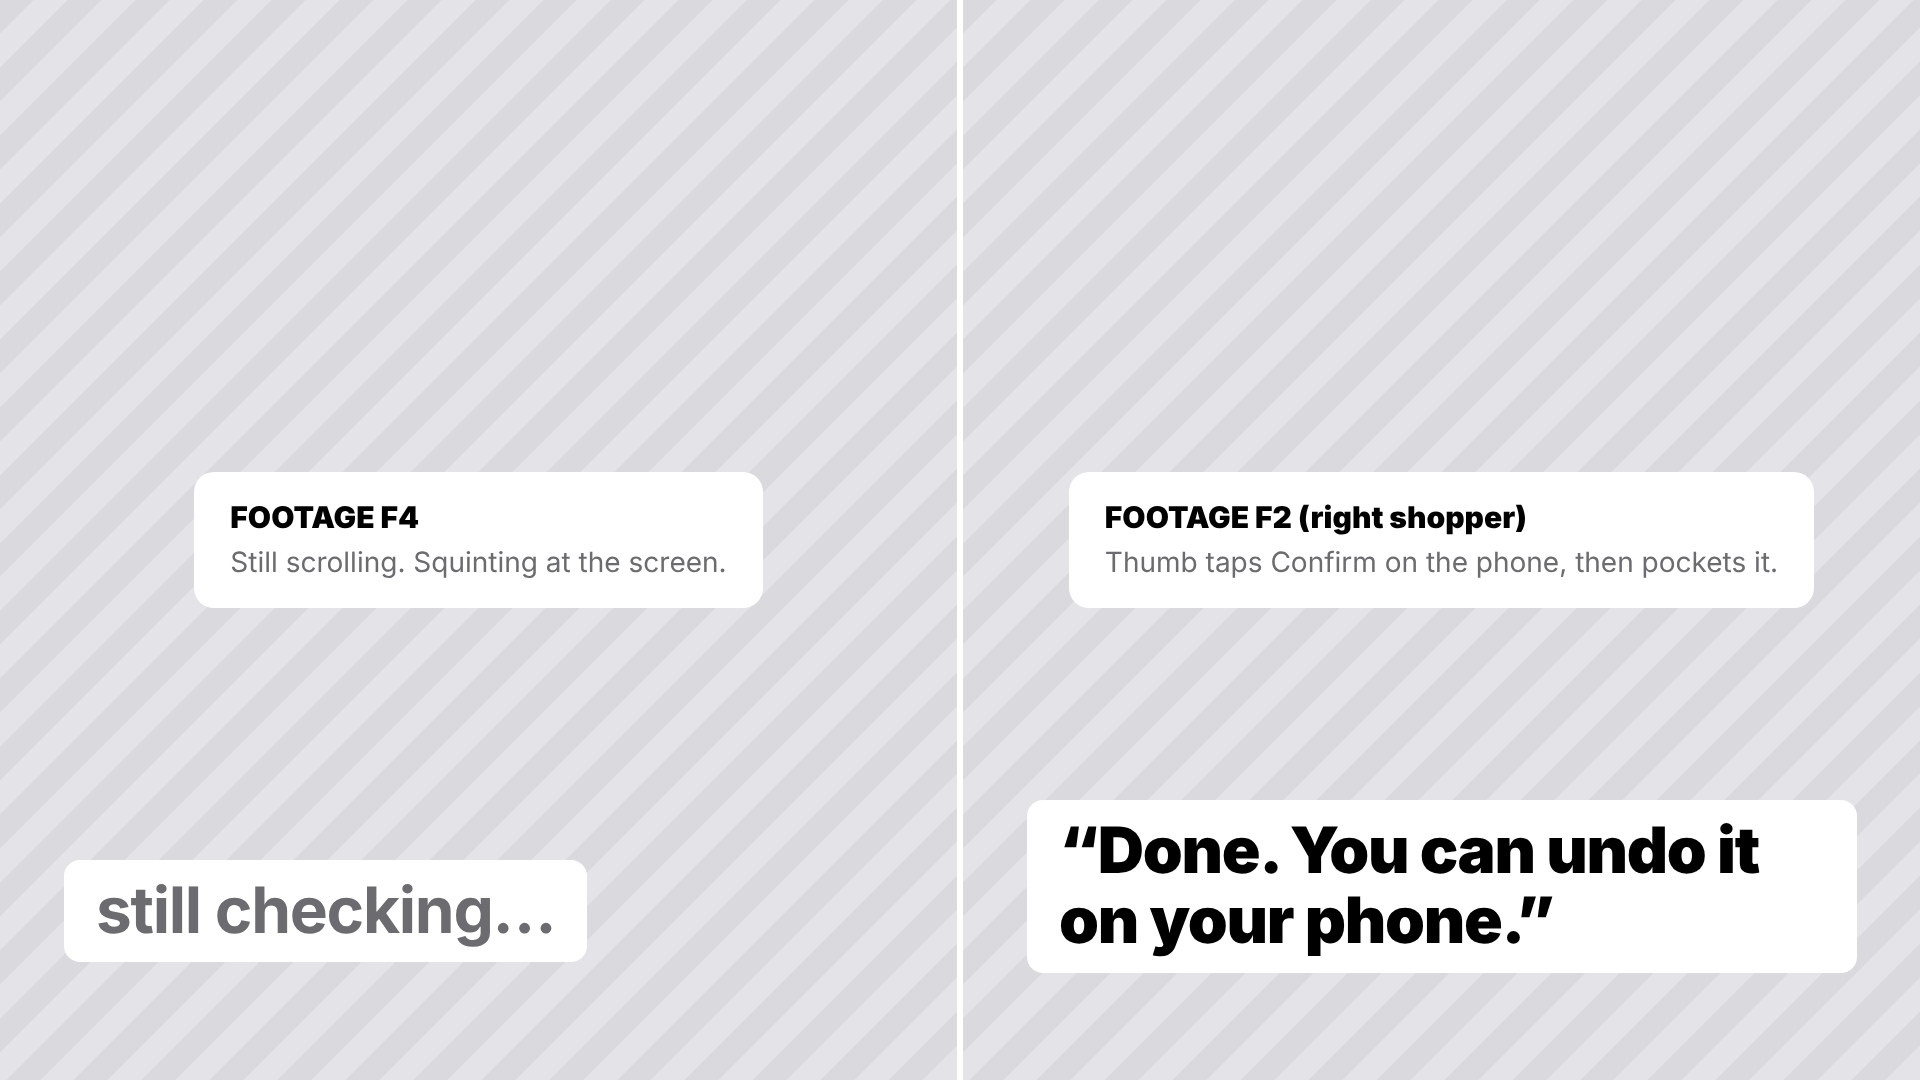 FOOTAGE F4
Still scrolling. Squinting at the screen.
still checking...
FOOTAGE F2 (right shopper)
Thumb taps Confirm on the phone, then pockets it.
“Done. You can undo it
on your phone.”